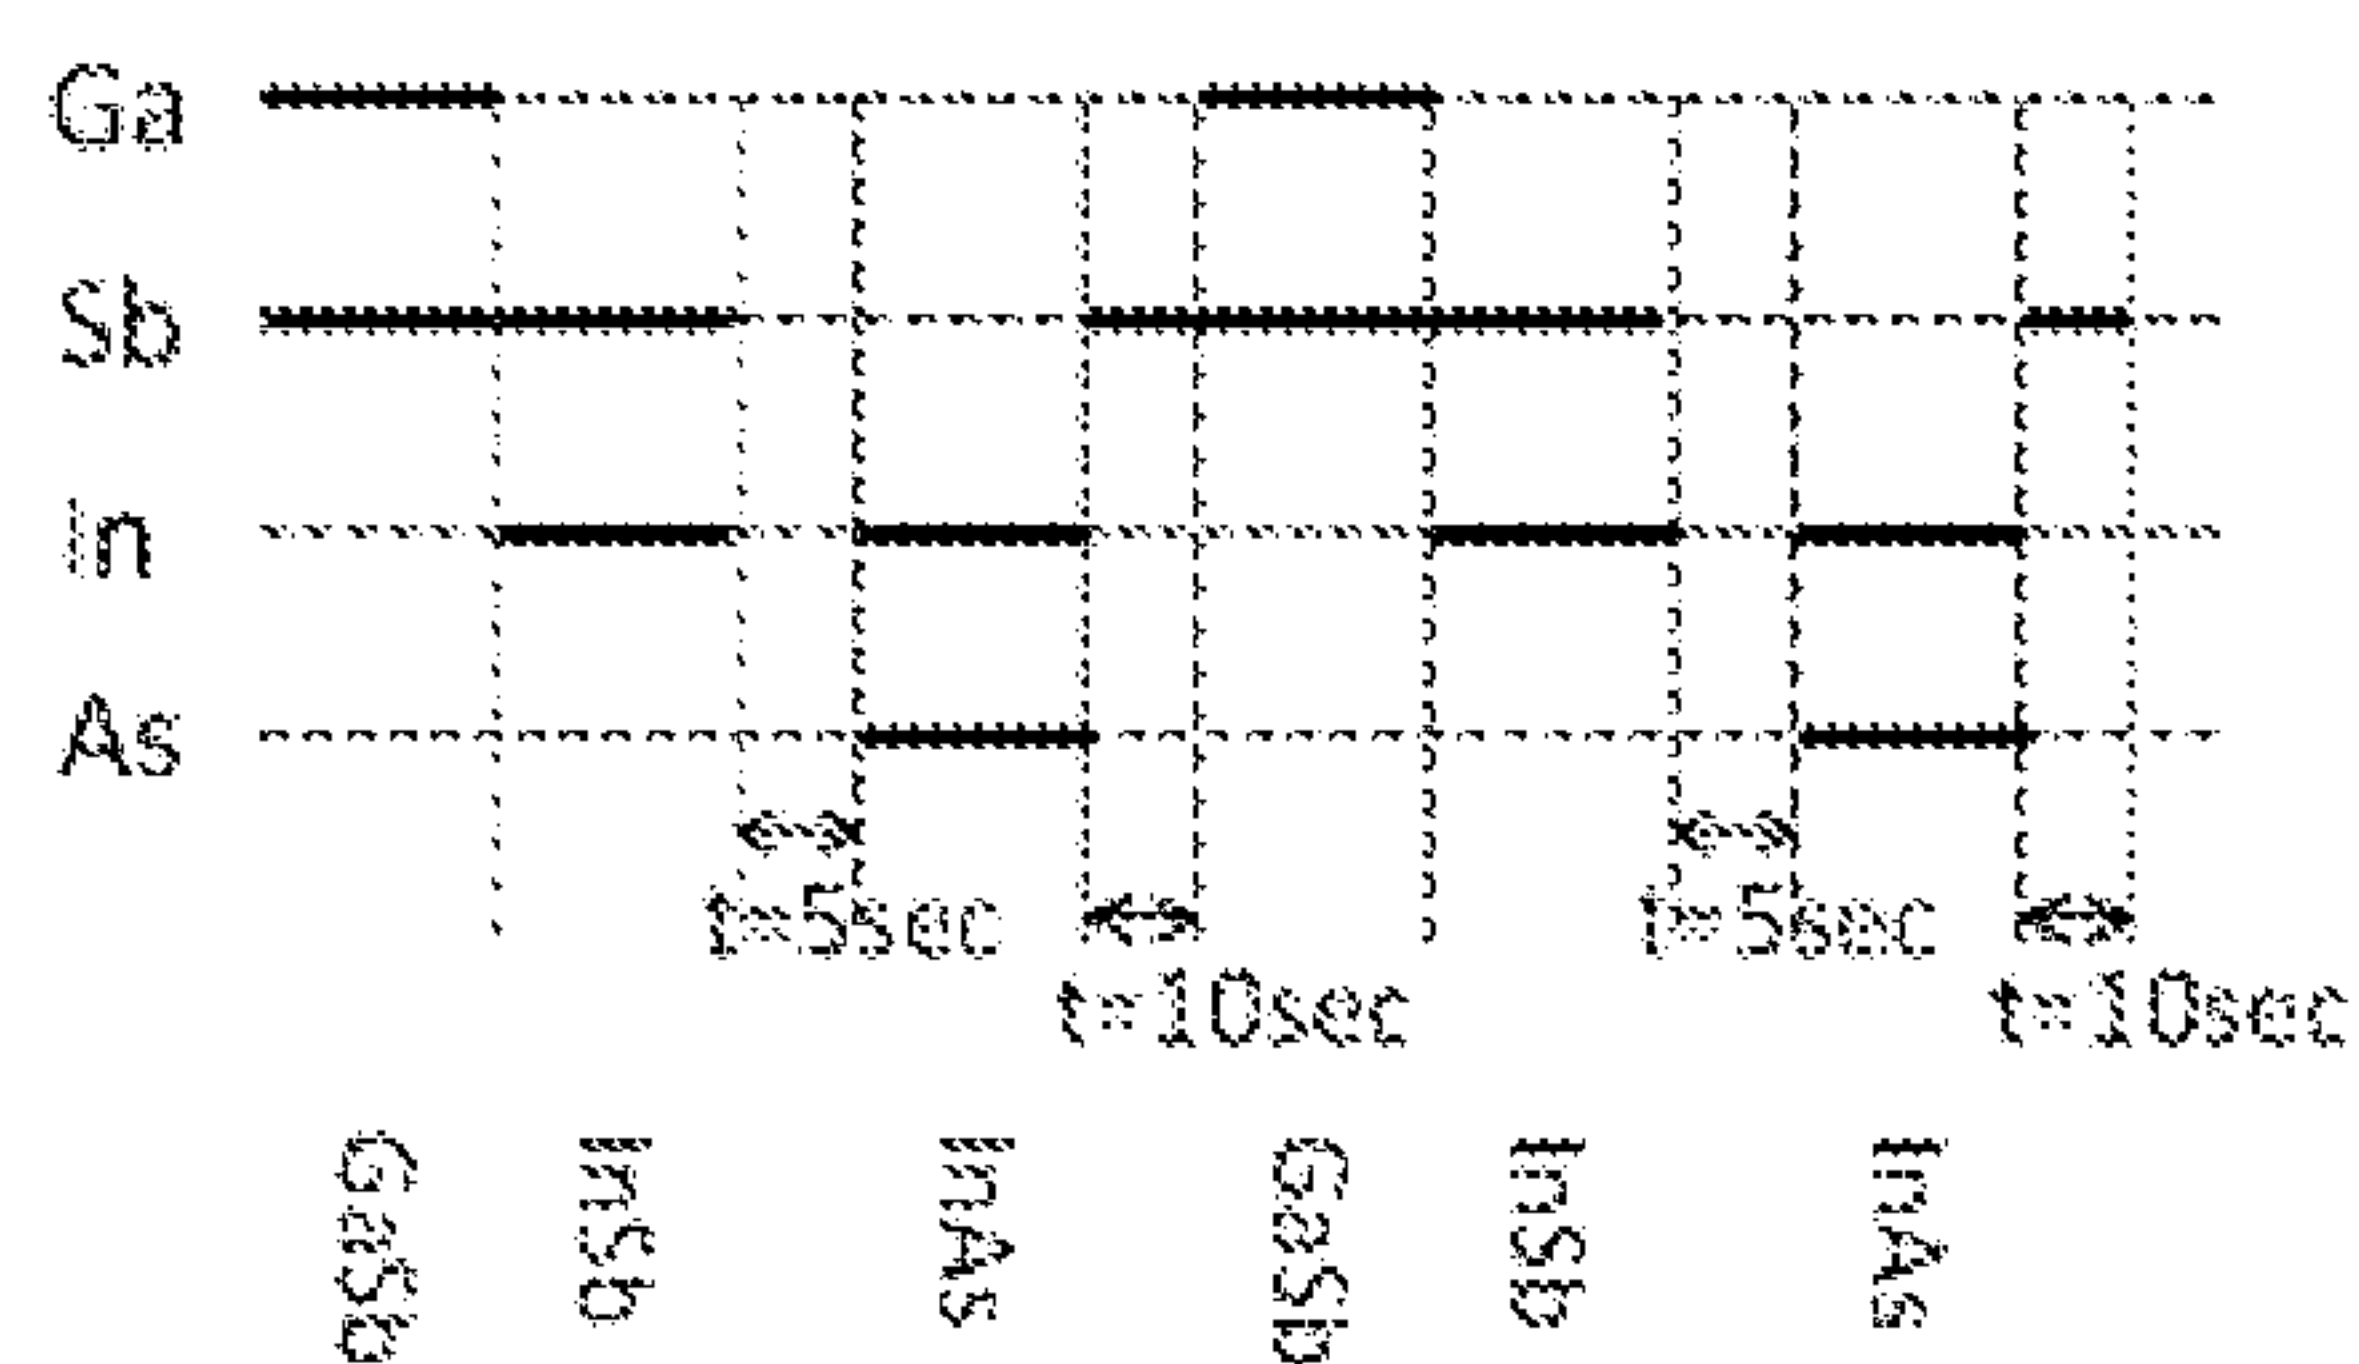 Ga
Sb
In
As
t=5sec
t=10sec
t=5sec
t=10sec
GaSb
InSb
InAs
GaSb
InSb
InAs